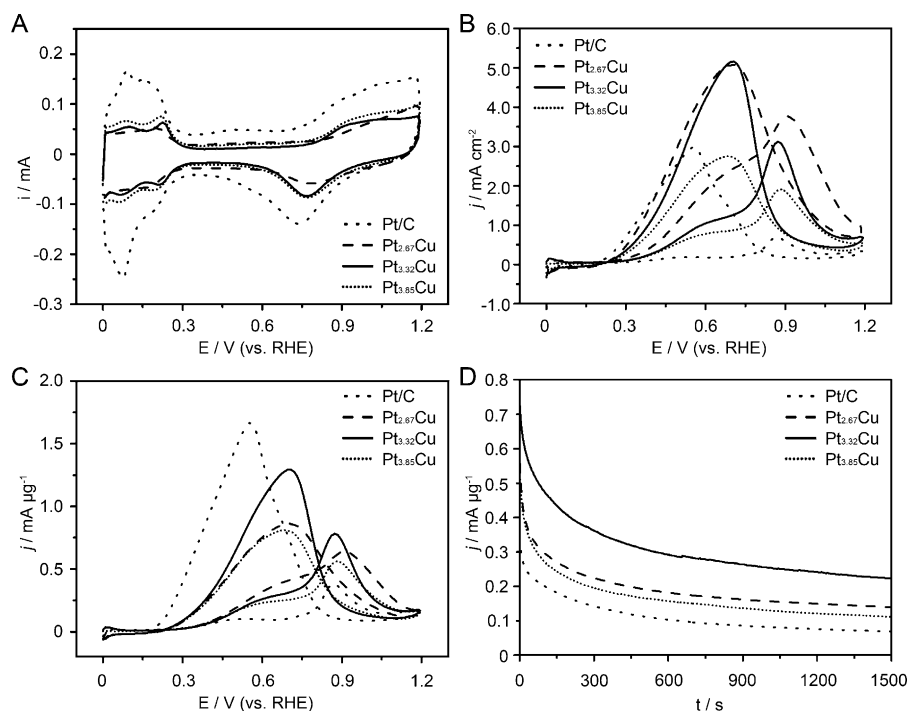 A
0.2
0.1
0
-0.1
-0.2
-0.3
i / mA
Pt/C
Pt2.67Cu
Pt3.32Cu
Pt3.85Cu
0 0.3 0.6 0.9 1.2
E / V (vs. RHE)
B
6.0
5.0
4.0
3.0
2.0
1.0
0
-1.0
j / mA cm-2
Pt/C
Pt2.67Cu
Pt3.32Cu
Pt3.85Cu
0 0.3 0.6 0.9 1.2
E / V (vs. RHE)
C
2.0
1.5
1.0
0.5
0
j / mA µg-1
Pt/C
Pt2.67Cu
Pt3.32Cu
Pt3.85Cu
0 0.3 0.6 0.9 1.2
E / V (vs. RHE)
D
0.8
0.7
0.6
0.5
0.4
0.3
0.2
0.1
0
j / mA µg-1
Pt/C
Pt2.67Cu
Pt3.32Cu
Pt3.85Cu
0 300 600 900 1200 1500
t / s